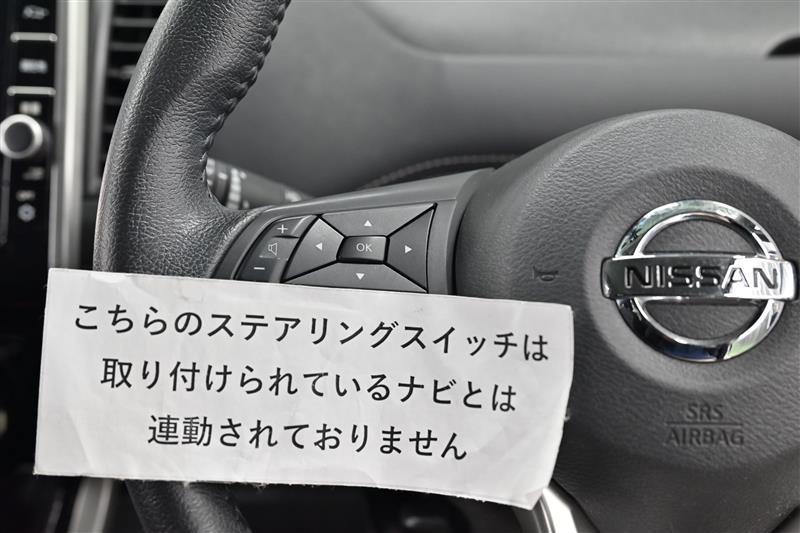 OK
NISSAN
こちらのステアリングスイッチは
取り付けられているナビとは
連動されておりません
SRS
AIRBAG